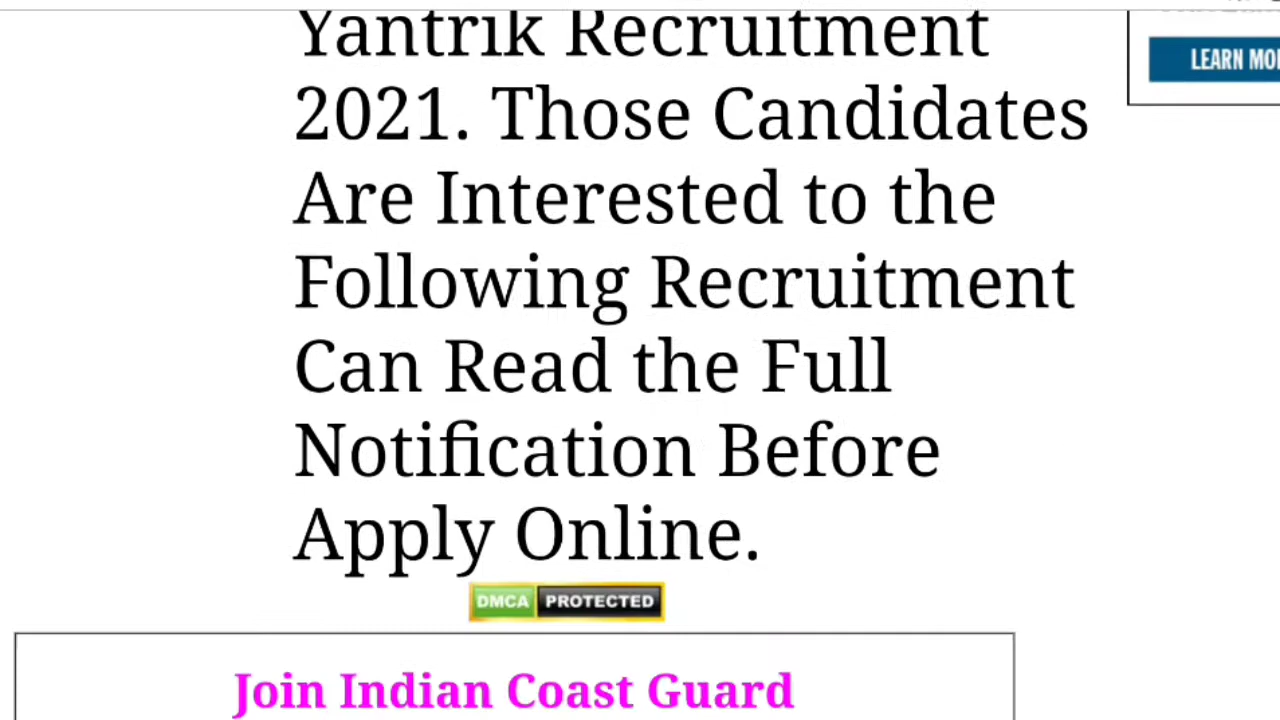 Yantrik Recruitment
LEARN
2021. Those Candidates
Are Interested to the
Following Recruitment
Can Read the Full
Notification Before
Apply Online.
DMCA PROTECTED
Join Indian Coast Guard